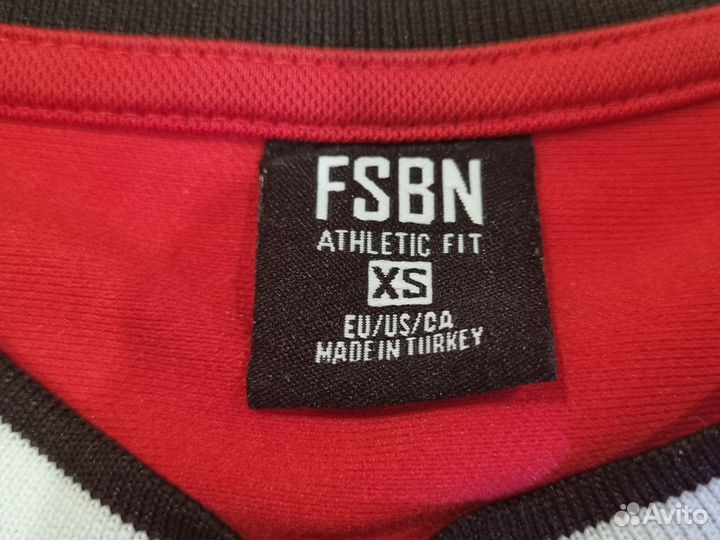 FSBN
ATHLETIC FIT
XS
EU/US/CA
MADE IN TURKEY
Avito